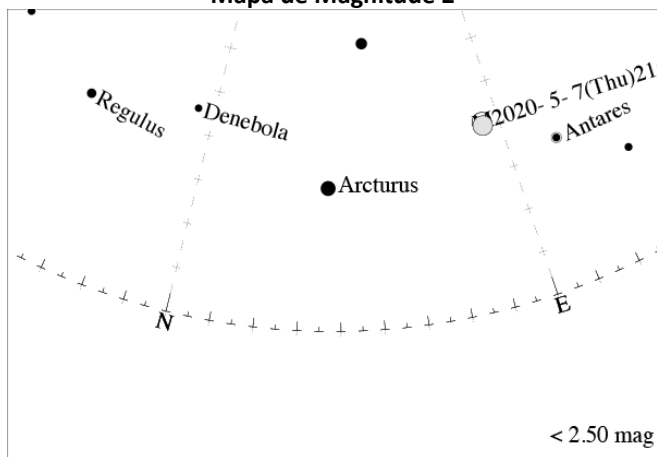 Mapa de Magnitude 2
2020- 5- 7(Thu)21
Regulus
Denebola
Antares
Arcturus
N
E
< 2.50 mag